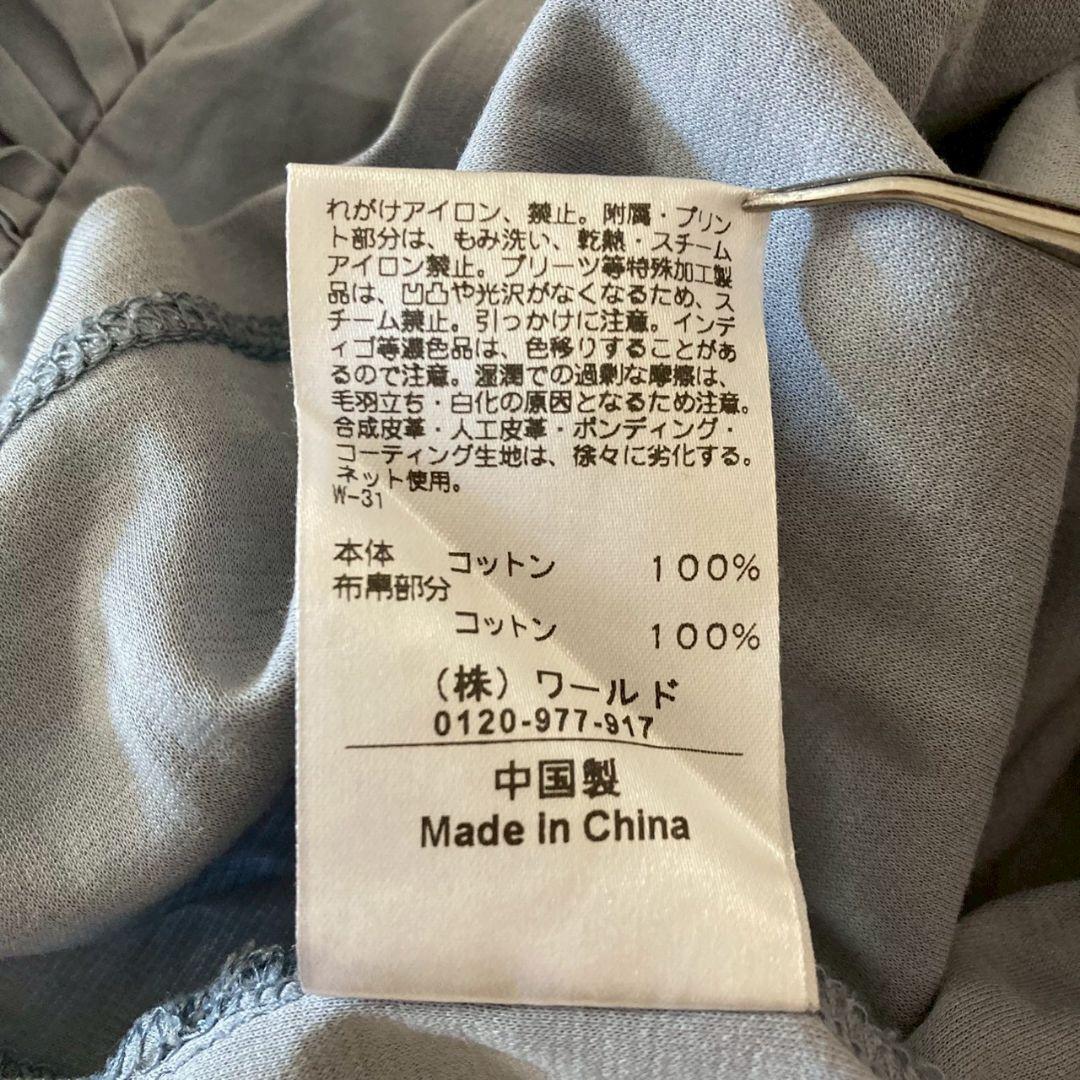 れがけアイロン、禁止。附属・プリン
ト部分は、もみ洗い、乾熱・スチーム
アイロン禁止。プリーツ等特殊加工製
品は、凹凸や光沢がなくなるため、ス
チーム禁止。引っかけに注意。インデ
ィゴ等濃色品は、色移りすることがあ
るので注意。湿潤での過剰な摩擦は、
毛羽立ち・白化の原因となるため注意。
合成皮革・人工皮革・ボンディング・
コーティング生地は、徐々に劣化する。
ネット使用。
W-31
本体 コットン 100%
布帛部分
コットン 100%
（株）ワールド
0120-977-917
中国製
Made in China